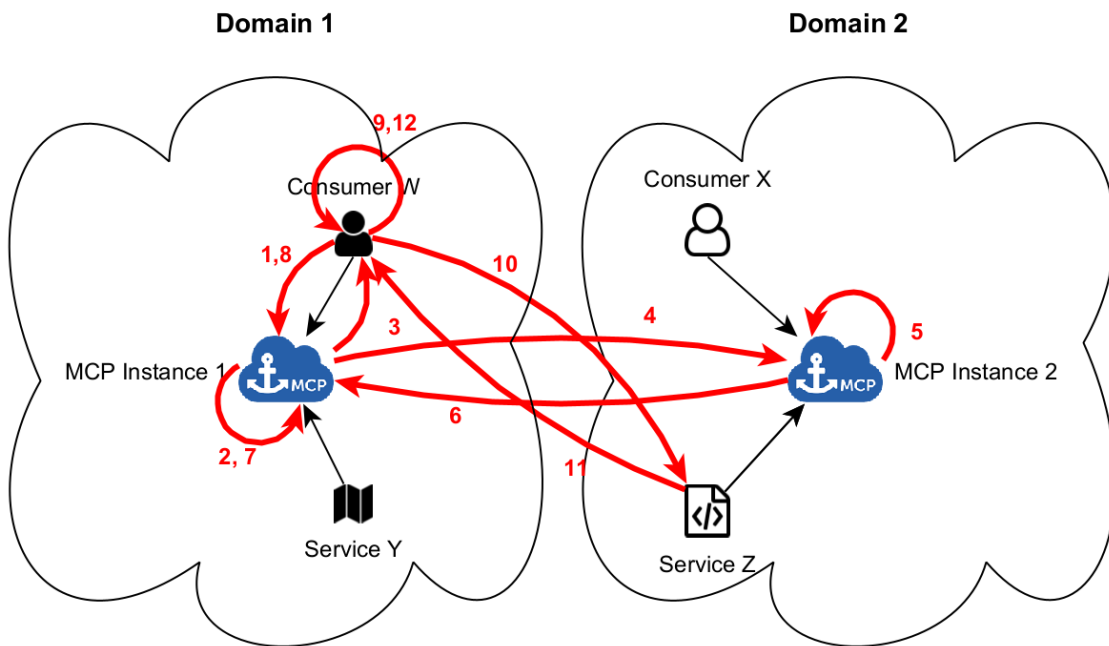 Domain 1
Domain 2
9,12
Consumer W
Consumer X
1,8
10
3
4
5
MCP Instance 1
MCP
MCP
MCP Instance 2
6
2, 7
11
Service Y
</>
Service Z